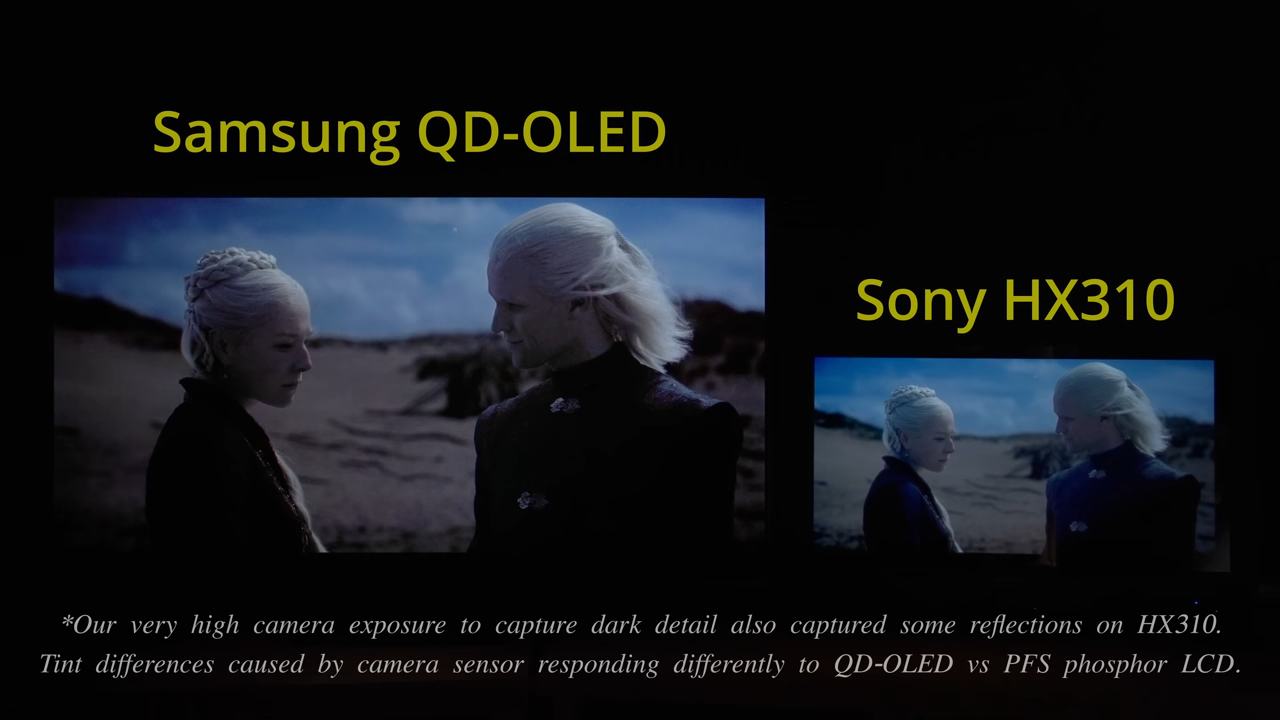 Samsung QD-OLED
Sony HX310
*Our very high camera exposure to capture dark detail also captured some reflections on HX310.
Tint differences caused by camera sensor responding differently to QD-OLED vs PFS phosphor LCD.